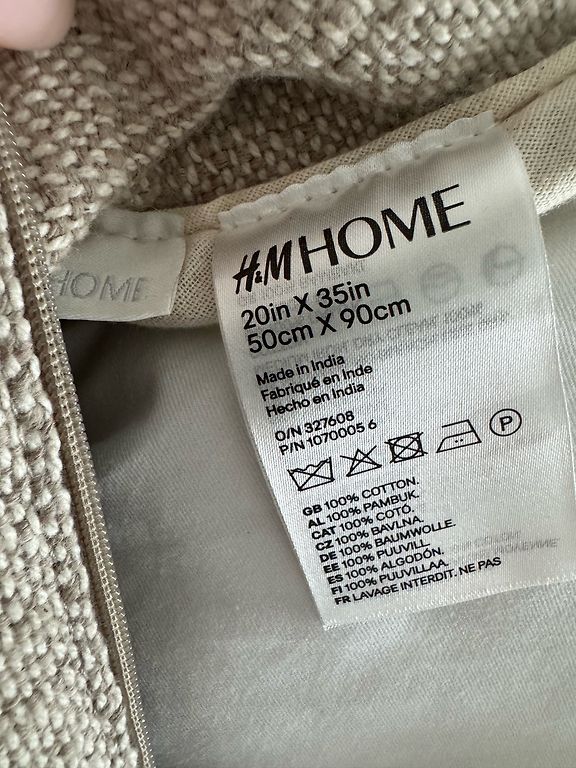 HOME
H&M HOME
20in X 35in
50cm X 90cm
Made in India
Fabriqué en Inde
Hecho en India
O/N 327608
P/N 1070005 6
P
GB 100% COTTON.
AL 100% PAMBUK.
CAT 100% COTÓ.
CZ 100% BAVLNA.
DE 100% BAUMWOLLE.
EE 100% PUUVILL.
ES 100% ALGODÓN.
FI 100% PUUVILLAA.
FR LAVAGE INTERDIT. NE PAS